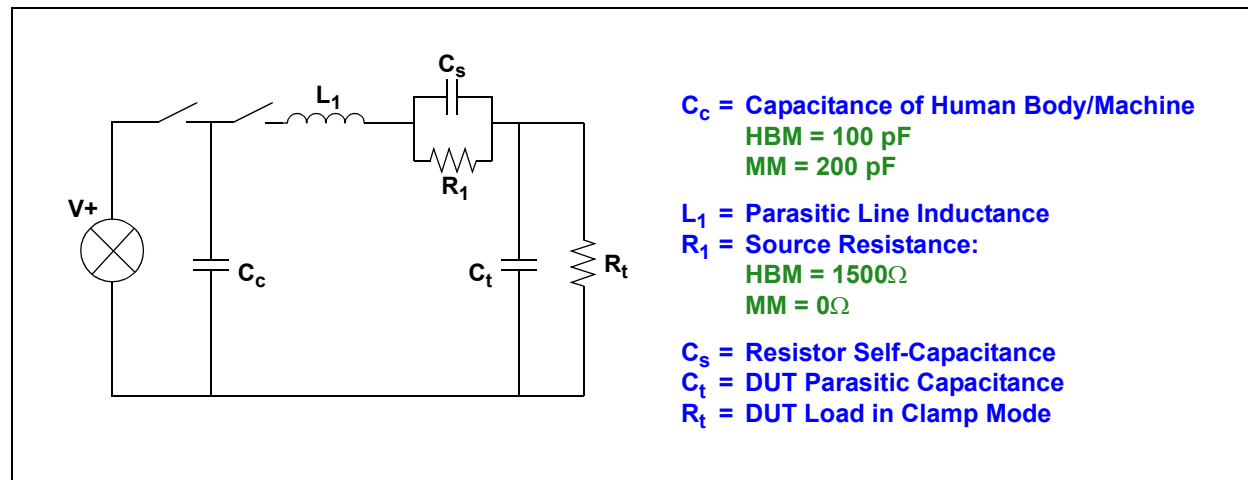 Cs
L1
R1
V+
Cc
Ct
Rt
Cc = Capacitance of Human Body/Machine
HBM = 100 pF
MM = 200 pF
L1 = Parasitic Line Inductance
R1 = Source Resistance:
HBM = 1500Ω
MM = 0Ω
Cs = Resistor Self-Capacitance
Ct = DUT Parasitic Capacitance
Rt = DUT Load in Clamp Mode